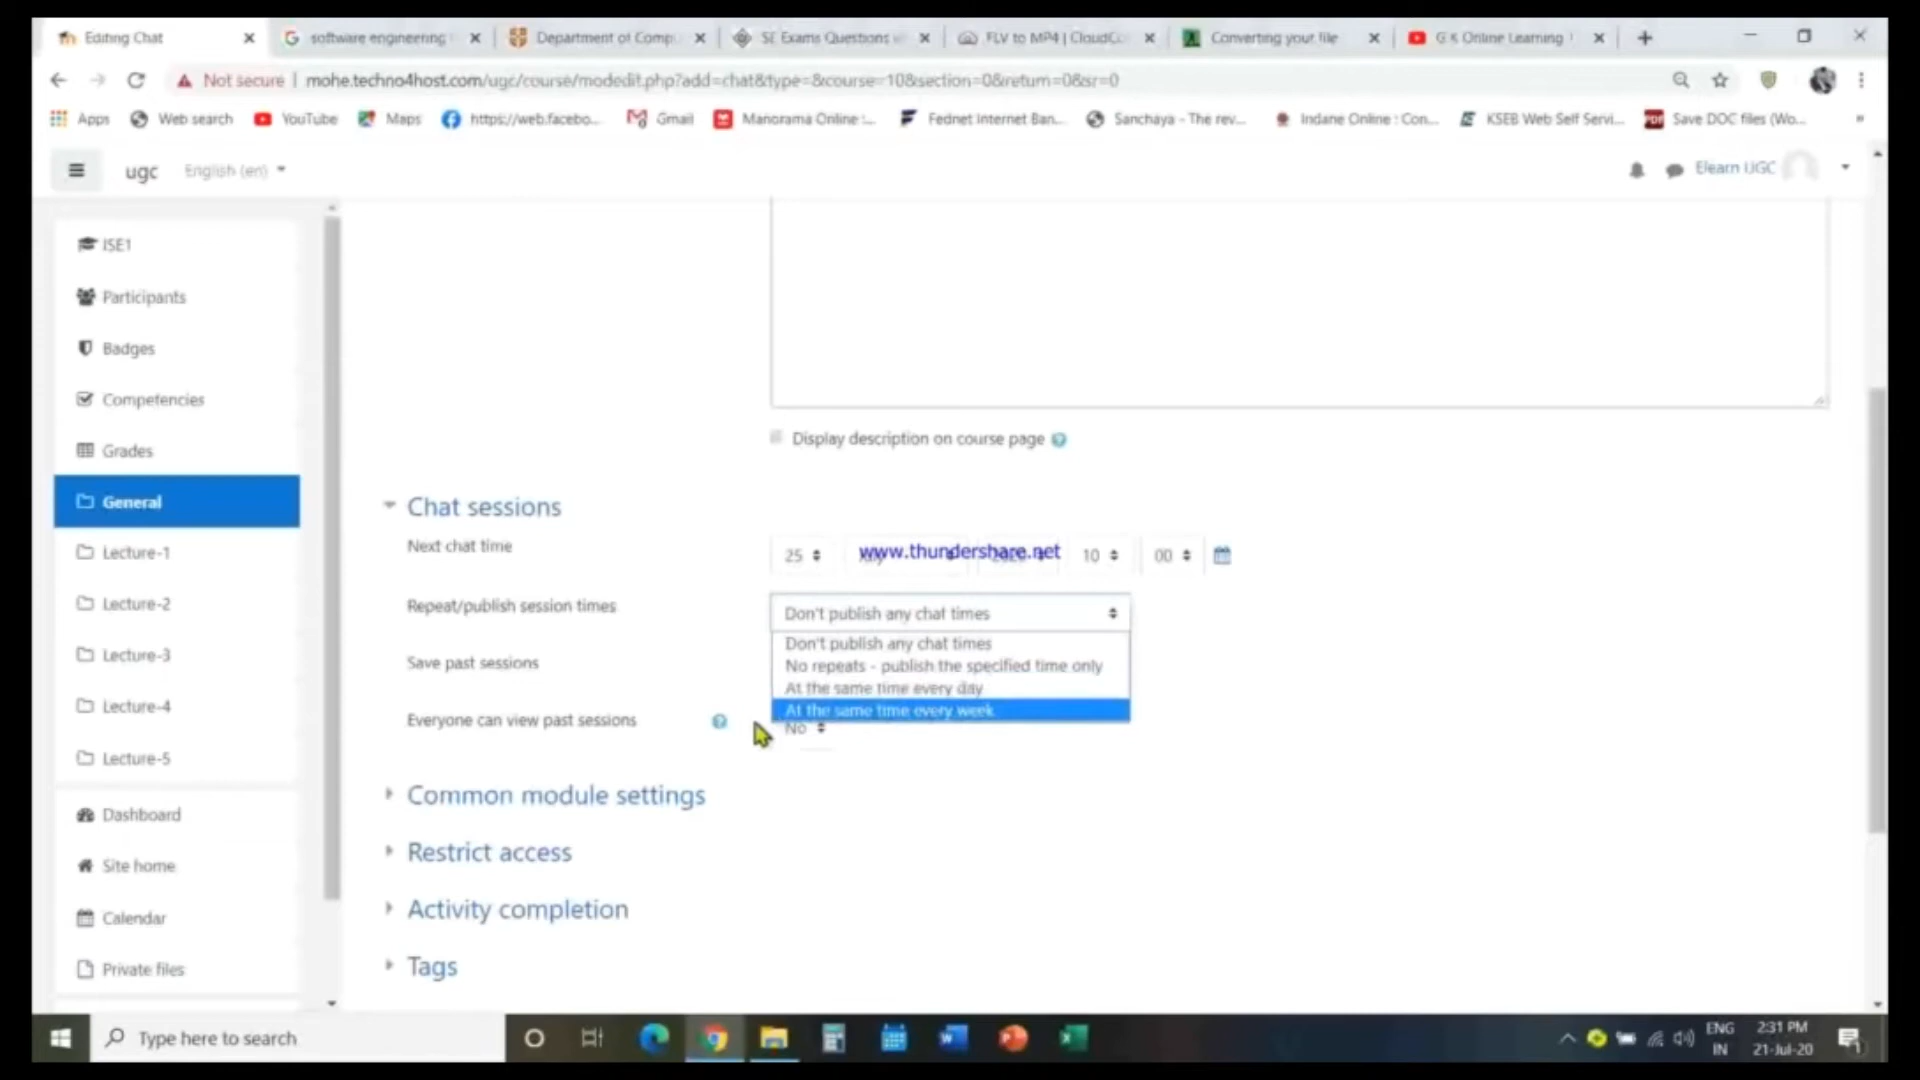 Editing Chat
software engineering
Department of Comp
SE Exams Questions
FLV to MP4 | CloudCo
Converting your file
G K Online Learning
Not secure | mohe.techno4host.com/ugc/course/modedit.php?add=chat&type=&course=10&section=0&return=0&sr=0
Apps
Web search
YouTube
Maps
https://web.facebo...
Gmail
Manorama Online :...
Fednet Internet Ban...
Sanchaya - The rev...
Indane Online : Con...
KSEB Web Self Servi...
Save DOC files (Wo...
»
ugc
English (en)
Elearn UGC
ISE1
Participants
Badges
Competencies
Grades
General
Lecture-1
Lecture-2
Lecture-3
Lecture-4
Lecture-5
Dashboard
Site home
Calendar
Private files
Display description on course page
Chat sessions
Next chat time
25
www.thundershare.net
10
00
Repeat/publish session times
Don't publish any chat times
Don't publish any chat times
No repeats - publish the specified time only
At the same time every day
At the same time every week
Save past sessions
Everyone can view past sessions
No
Common module settings
Restrict access
Activity completion
Tags
Type here to search
ENG
IN
2:31 PM
21-Jul-20